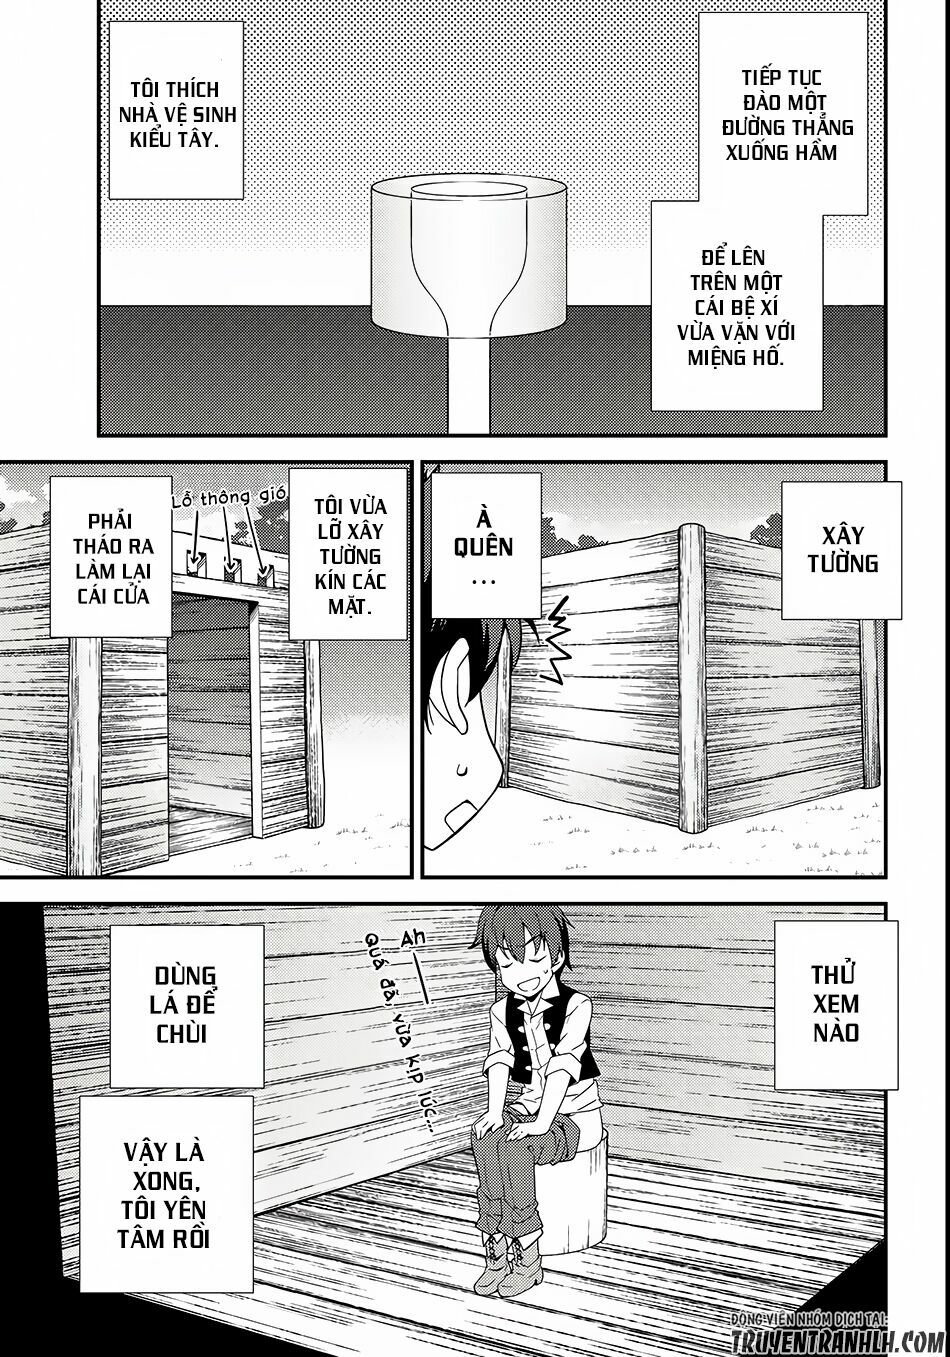 TIẾP TỤC
ĐÀO MỘT
ĐƯỜNG THẲNG
XUỐNG HẦM
ĐỂ LÊN
TRÊN MỘT
CÁI BỆ XÍ
VỪA VẶN VỚI
MIỆNG HỐ.
TÔI THÍCH
NHÀ VỆ SINH
KIỂU TÂY.
XÂY
TƯỜNG
À
QUÊN
...
TÔI VỪA
LỠ XÂY
TƯỜNG
KÍN CÁC
MẶT.
Lỗ thông gió
PHẢI
THÁO RA
LÀM LẠI
CÁI CỬA
THỬ
XEM
NÀO
Ah
Quá đã, vừa kịp lúc...
DÙNG
LÁ ĐỂ
CHÙI
VẬY LÀ
XONG,
TÔI YÊN
TÂM RỒI
ĐỘNG VIÊN NHÓM DỊCH TẠI:
TRUYENTRANHLH.COM